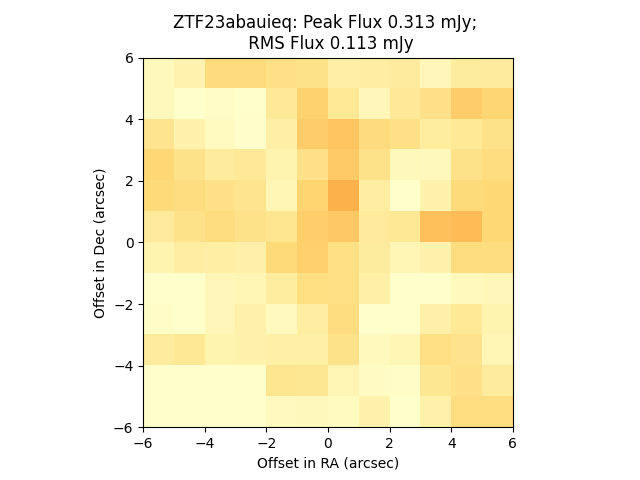 ZTF23abauieq: Peak Flux 0.313 mJy;
RMS Flux 0.113 mJy
6
4
2
0
−2
−4
−6
Offset in Dec (arcsec)
−6 −4 −2 0 2 4 6
Offset in RA (arcsec)